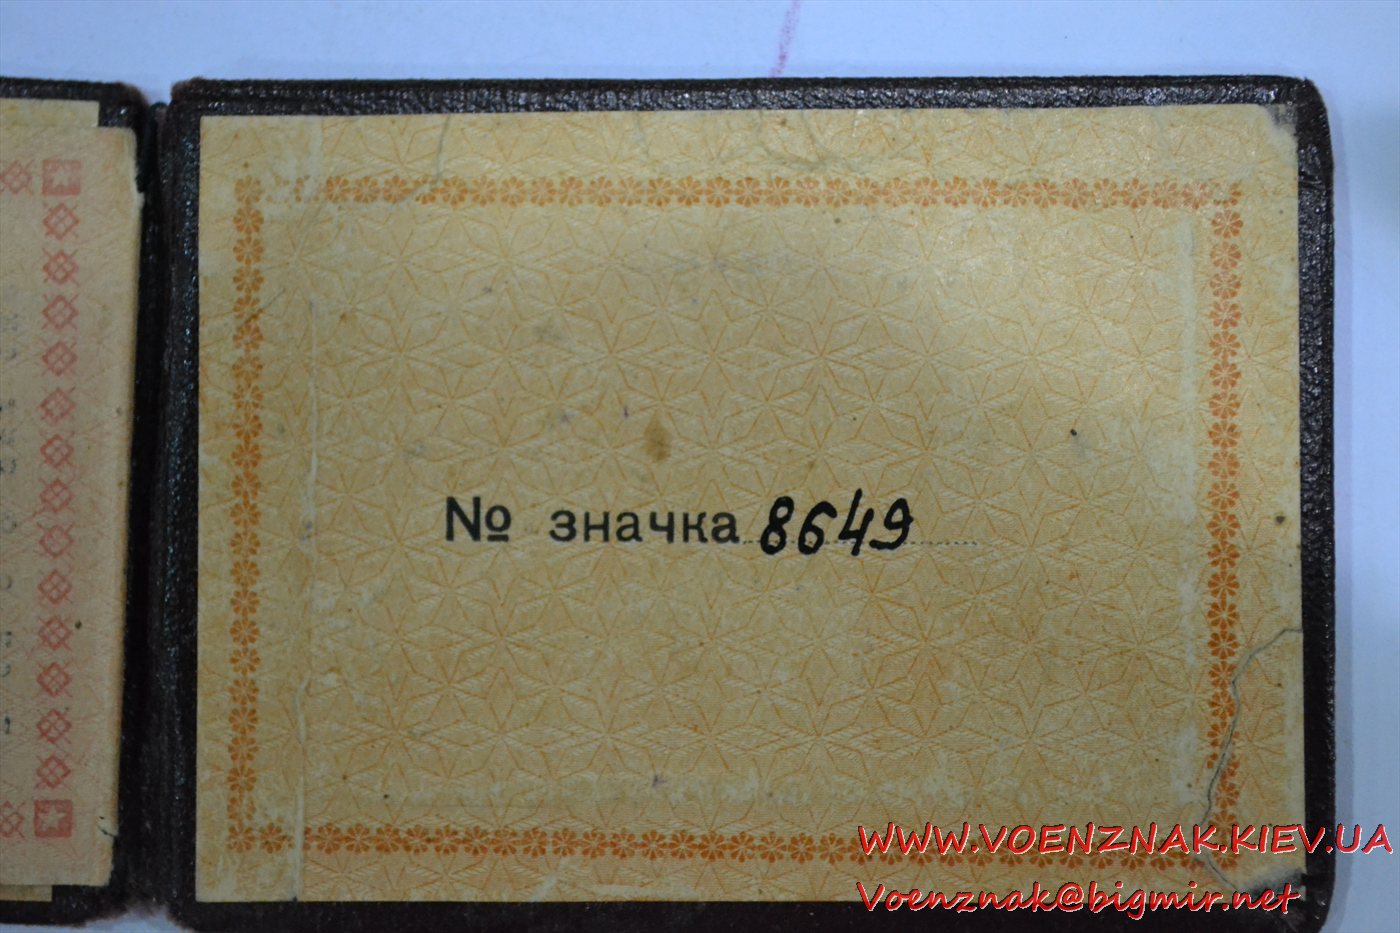 № значка 8649
WWW.VOENZNAK.KIEV.UA
Voenznak@bigmir.net